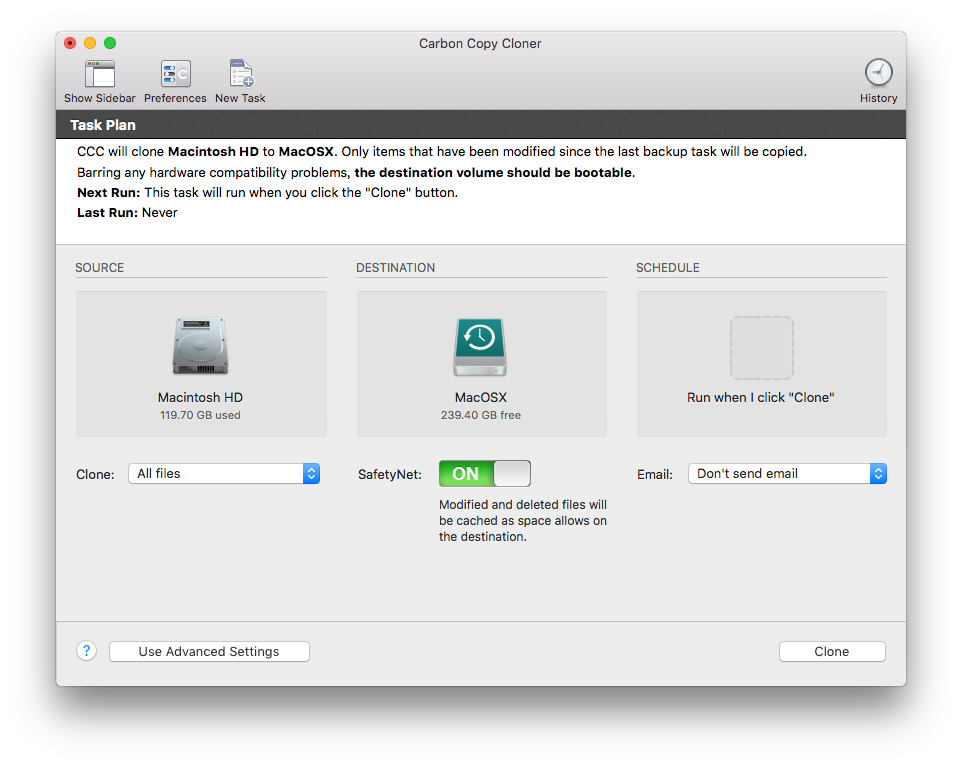 Carbon Copy Cloner
Show Sidebar
Preferences
New Task
History
Task Plan
CCC will clone Macintosh HD to MacOSX. Only items that have been modified since the last backup task will be copied.
Barring any hardware compatibility problems, the destination volume should be bootable.
Next Run: This task will run when you click the "Clone" button.
Last Run: Never
SOURCE
Macintosh HD
119.70 GB used
Clone: All files
DESTINATION
MacOSX
239.40 GB free
SafetyNet: ON
Modified and deleted files will
be cached as space allows on
the destination.
SCHEDULE
Run when I click "Clone"
Email: Don't send email
?
Use Advanced Settings
Clone